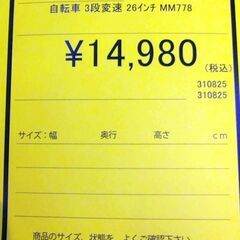 自転車 3段変速 26インチ MM778
¥14,980
(税込)
310825
310825
サイズ:幅 奥行 高さ cm
商品のサイズ、状態を よくご確認下さい